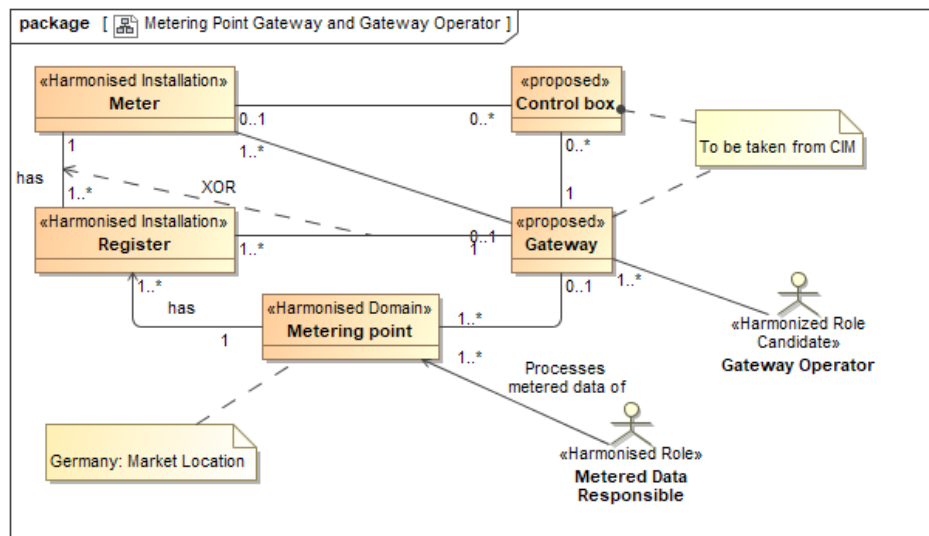 package [ Metering Point Gateway and Gateway Operator ]
«Harmonised Installation»
Meter
«proposed»
Control box
0..1
0..*
To be taken from CIM
1
1..*
0..*
has
XOR
1..*
1
«Harmonised Installation»
Register
«proposed»
Gateway
1..*
0..1
1
1..*
0..1
1..*
has
«Harmonised Domain»
Metering point
1..*
1
1..*
«Harmonized Role
Candidate»
Gateway Operator
Processes
metered data of
Germany: Market Location
«Harmonised Role»
Metered Data
Responsible